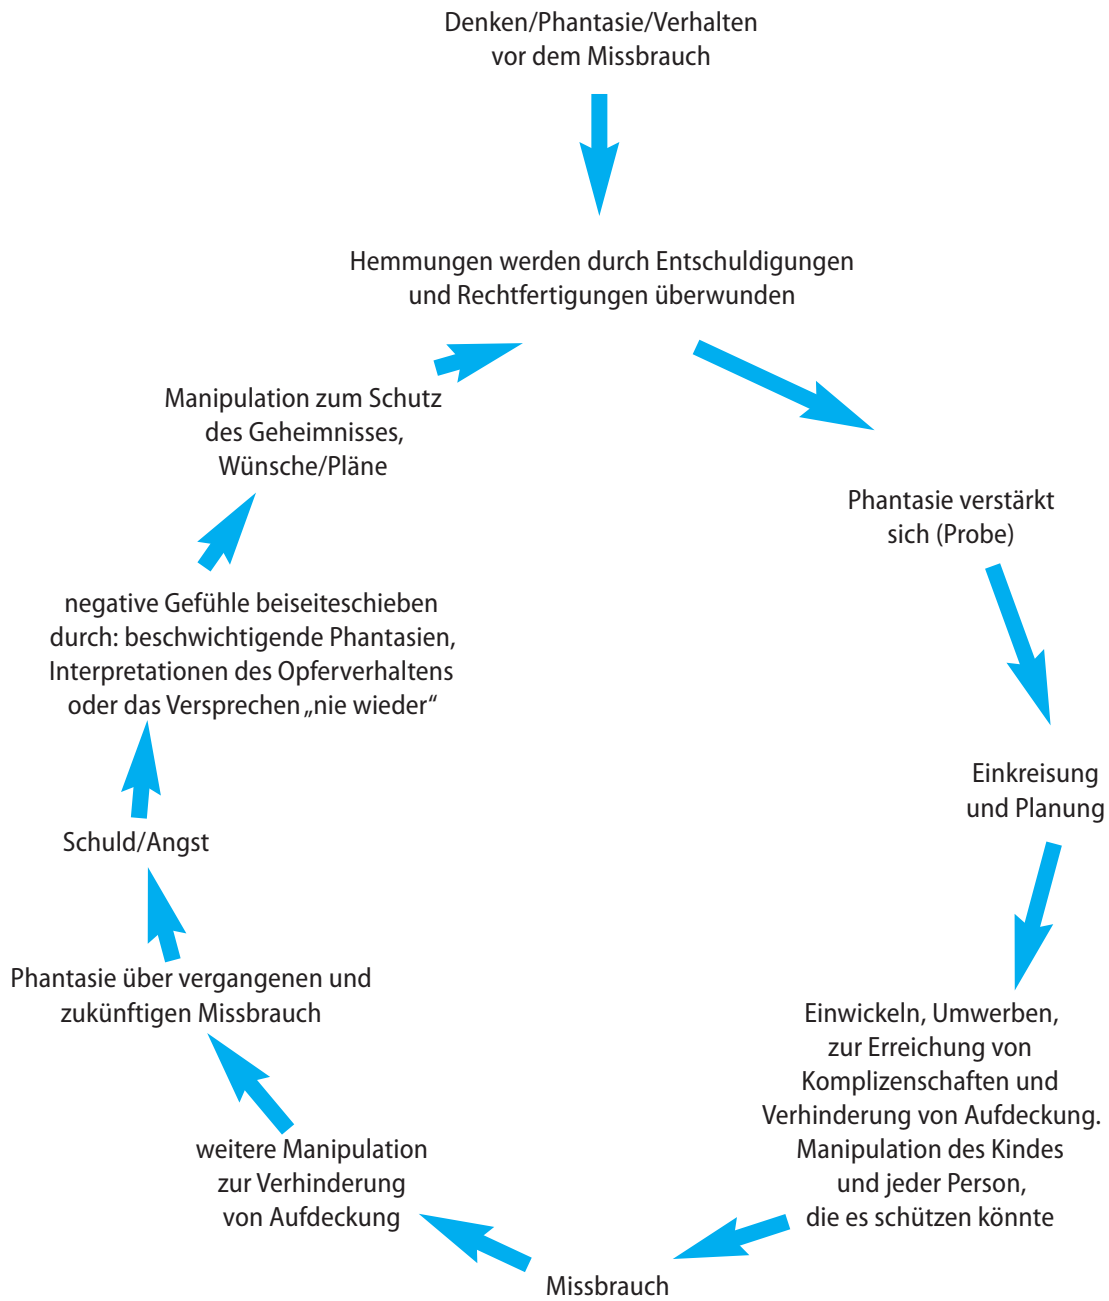 Denken/Phantasie/Verhalten
vor dem Missbrauch
Hemmungen werden durch Entschuldigungen
und Rechtfertigungen überwunden
Phantasie verstärkt
sich (Probe)
Einkreisung
und Planung
Einwickeln, Umwerben,
zur Erreichung von
Komplizenschaften und
Verhinderung von Aufdeckung.
Manipulation des Kindes
und jeder Person,
die es schützen könnte
Missbrauch
weitere Manipulation
zur Verhinderung
von Aufdeckung
Phantasie über vergangenen und
zukünftigen Missbrauch
Schuld/Angst
negative Gefühle beiseiteschieben
durch: beschwichtigende Phantasien,
Interpretationen des Opferverhaltens
oder das Versprechen „nie wieder“
Manipulation zum Schutz
des Geheimnisses,
Wünsche/Pläne